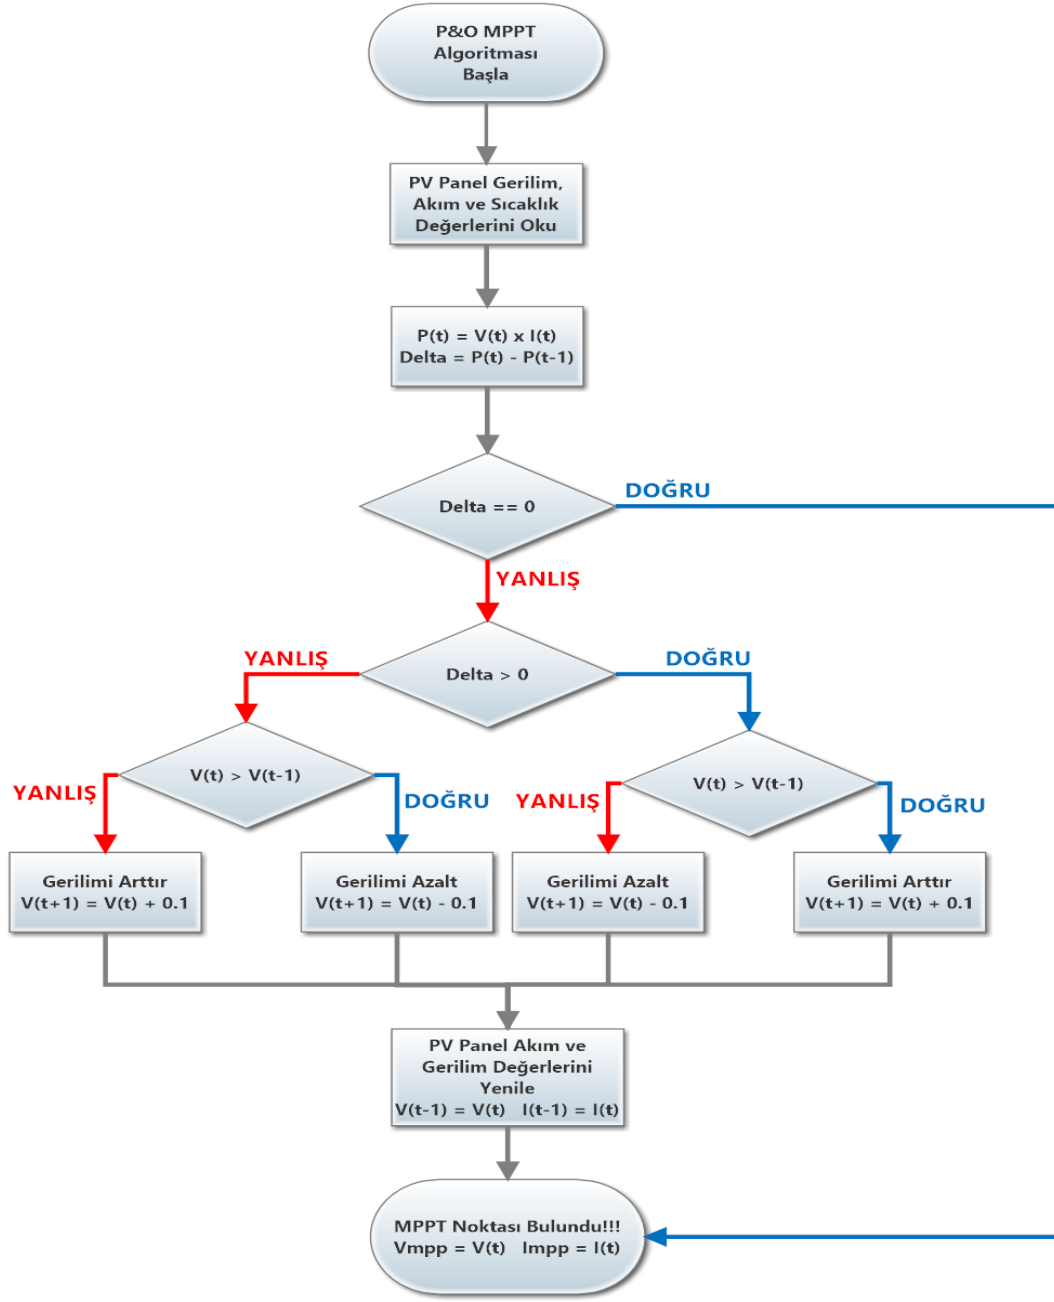 P&O MPPT
Algoritması
Başla
PV Panel Gerilim,
Akım ve Sıcaklık
Değerlerini Oku
P(t) = V(t) x I(t)
Delta = P(t) - P(t-1)
Delta == 0
DOĞRU
YANLIŞ
Delta > 0
YANLIŞ
DOĞRU
V(t) > V(t-1)
V(t) > V(t-1)
YANLIŞ
DOĞRU
YANLIŞ
DOĞRU
Gerilimi Arttır
V(t+1) = V(t) + 0.1
Gerilimi Azalt
V(t+1) = V(t) - 0.1
Gerilimi Azalt
V(t+1) = V(t) - 0.1
Gerilimi Arttır
V(t+1) = V(t) + 0.1
PV Panel Akım ve
Gerilim Değerlerini
Yenile
V(t-1) = V(t) I(t-1) = I(t)
MPPT Noktası Bulundu!!!
Vmpp = V(t) Impp = I(t)